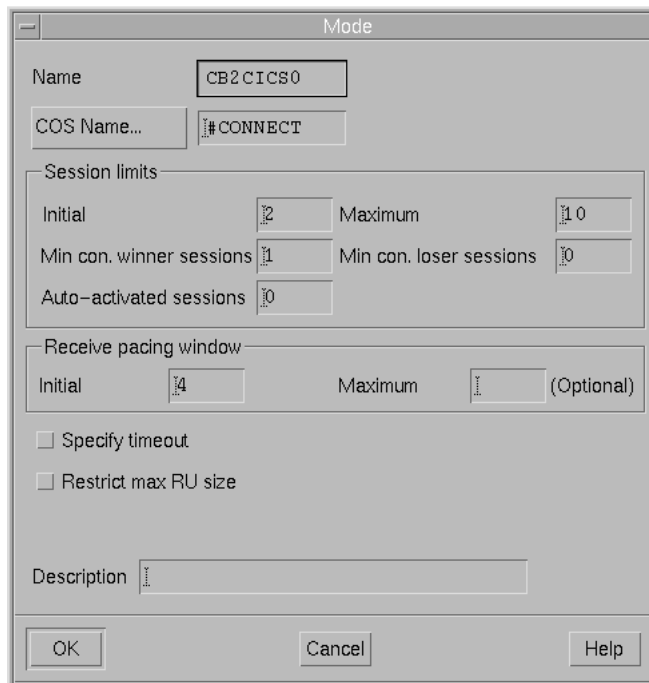 Mode
Name CB2CICS0
COS Name... #CONNECT
Session limits
Initial 2 Maximum 10
Min con. winner sessions 1 Min con. loser sessions 0
Auto-activated sessions 0
Receive pacing window
Initial 4 Maximum (Optional)
Specify timeout
Restrict max RU size
Description
OK Cancel Help